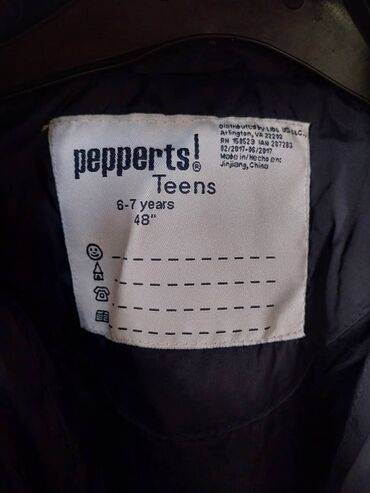 Distributed by Lidl US LLC.,
Arlington, VA 22202
RN 150529 IAN 287283
02/2017-06/2017
Made in/Hecho en:
Jinjiang, China
pepperts!®
Teens
6-7 years
48"